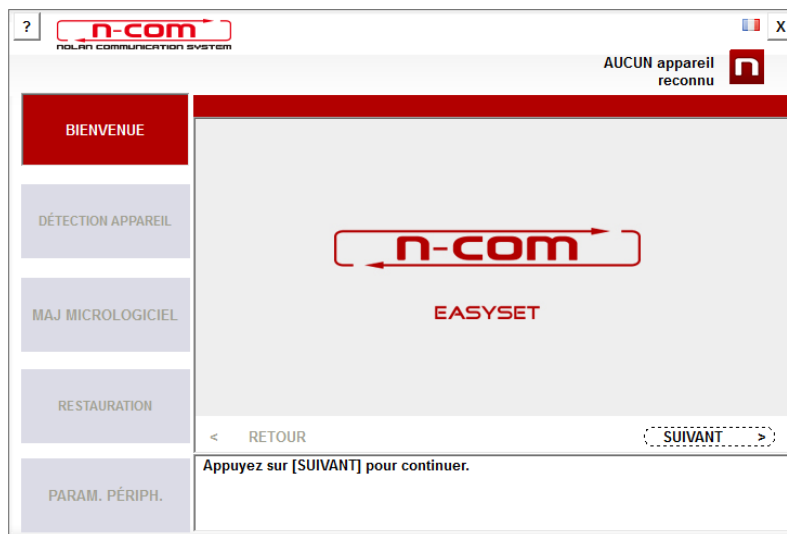 ?
n-com
NOLAN COMMUNICATION SYSTEM
X
AUCUN appareil
reconnu
n
BIENVENUE
DÉTECTION APPAREIL
MAJ MICROLOGICIEL
RESTAURATION
PARAM. PÉRIPH.
n-com
EASYSET
< RETOUR
SUIVANT >
Appuyez sur [SUIVANT] pour continuer.